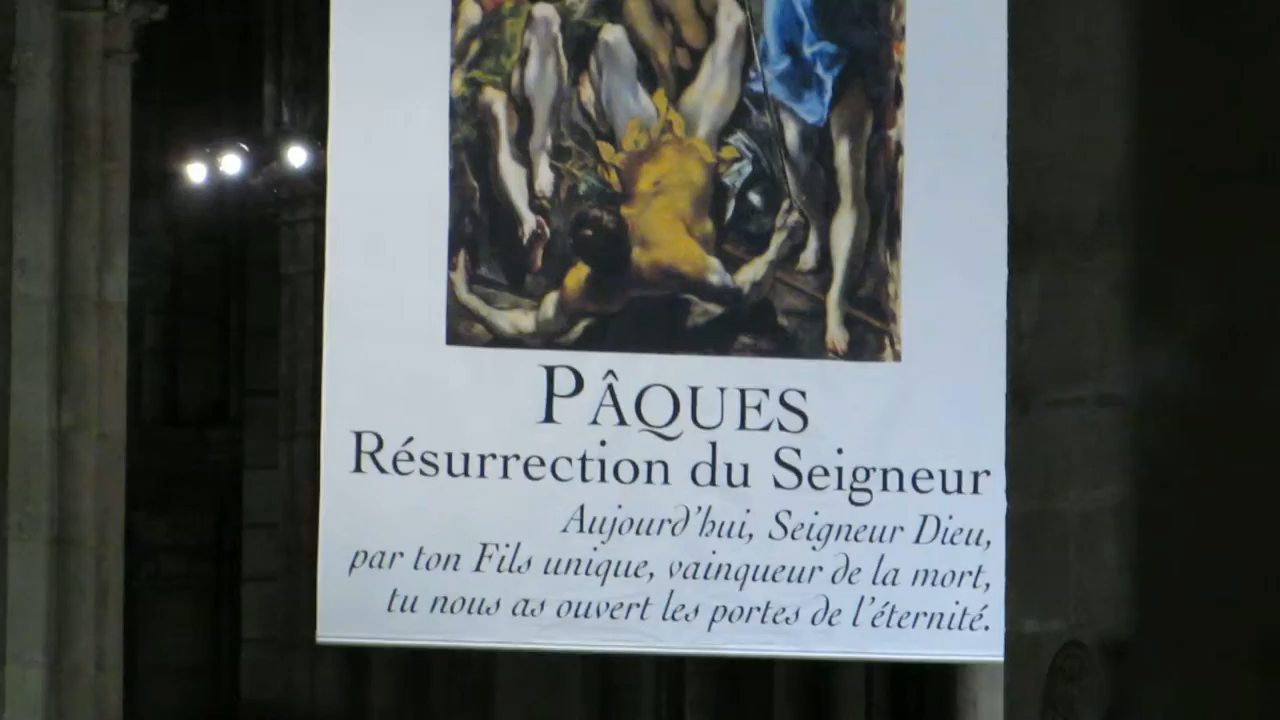 PÂQUES
Résurrection du Seigneur
Aujourd'hui, Seigneur Dieu,
par ton Fils unique, vainqueur de la mort,
tu nous as ouvert les portes de l'éternité.